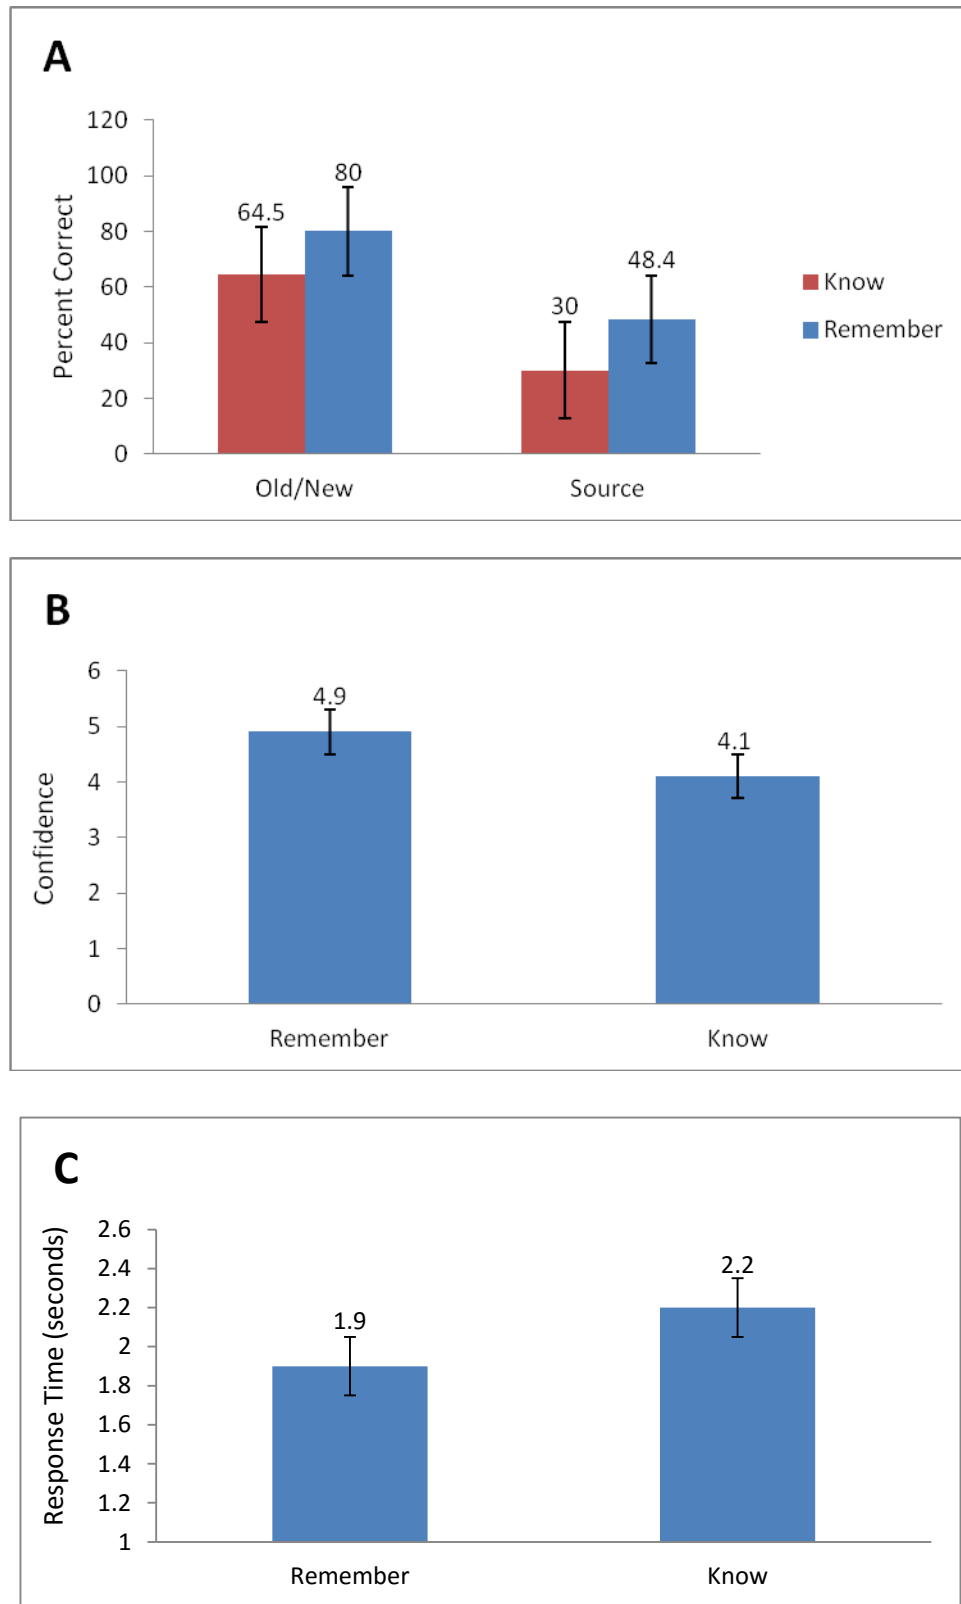 A
120
100
80
60
40
20
0
Percent Correct
64.5
80
30
48.4
Old/New
Source
Know
Remember
B
6
5
4
3
2
1
0
Confidence
4.9
4.1
Remember
Know
C
2.6
2.4
2.2
2
1.8
1.6
1.4
1.2
1
Response Time (seconds)
1.9
2.2
Remember
Know